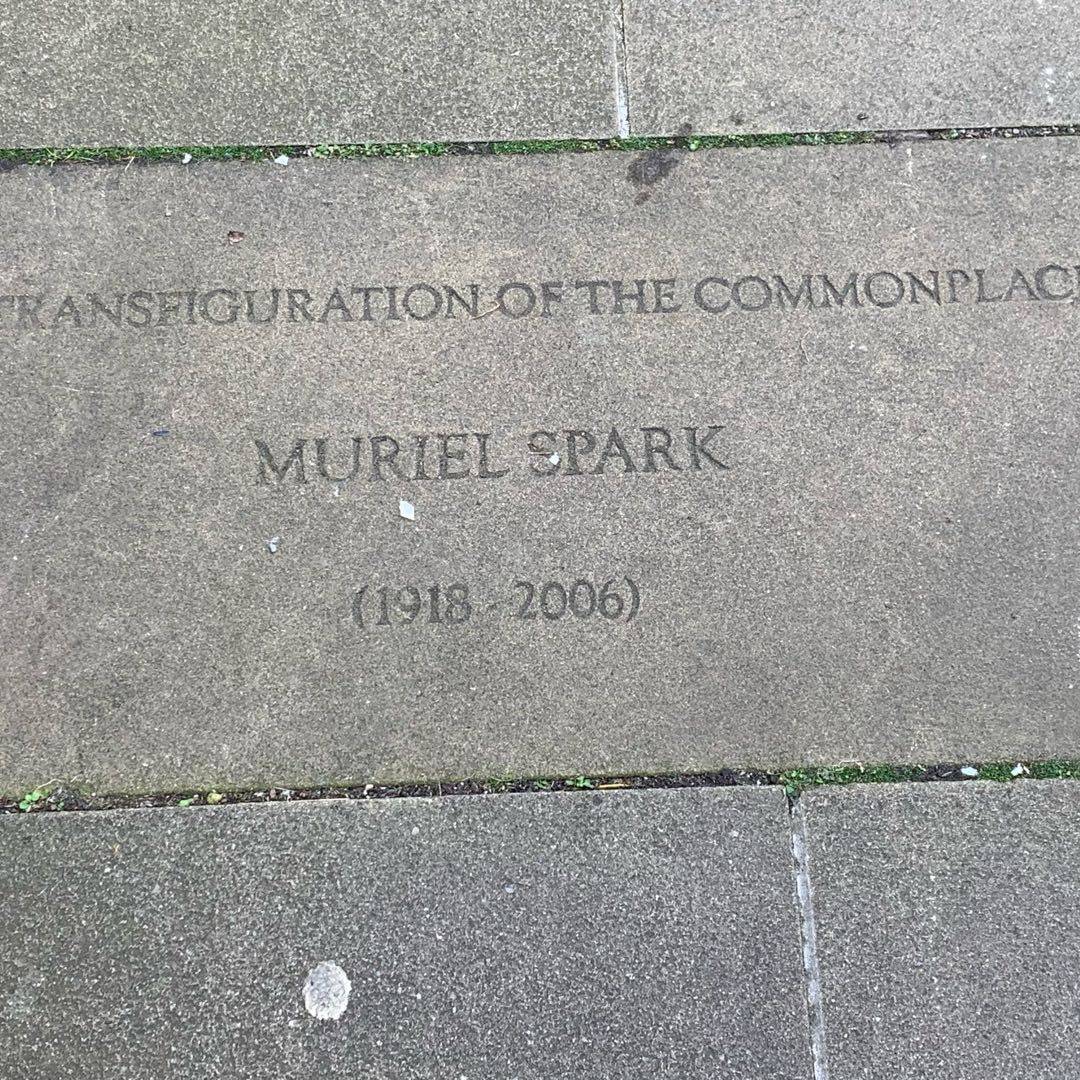 TRANSFIGURATION OF THE COMMONPLACE
MURIEL SPARK
(1918 - 2006)